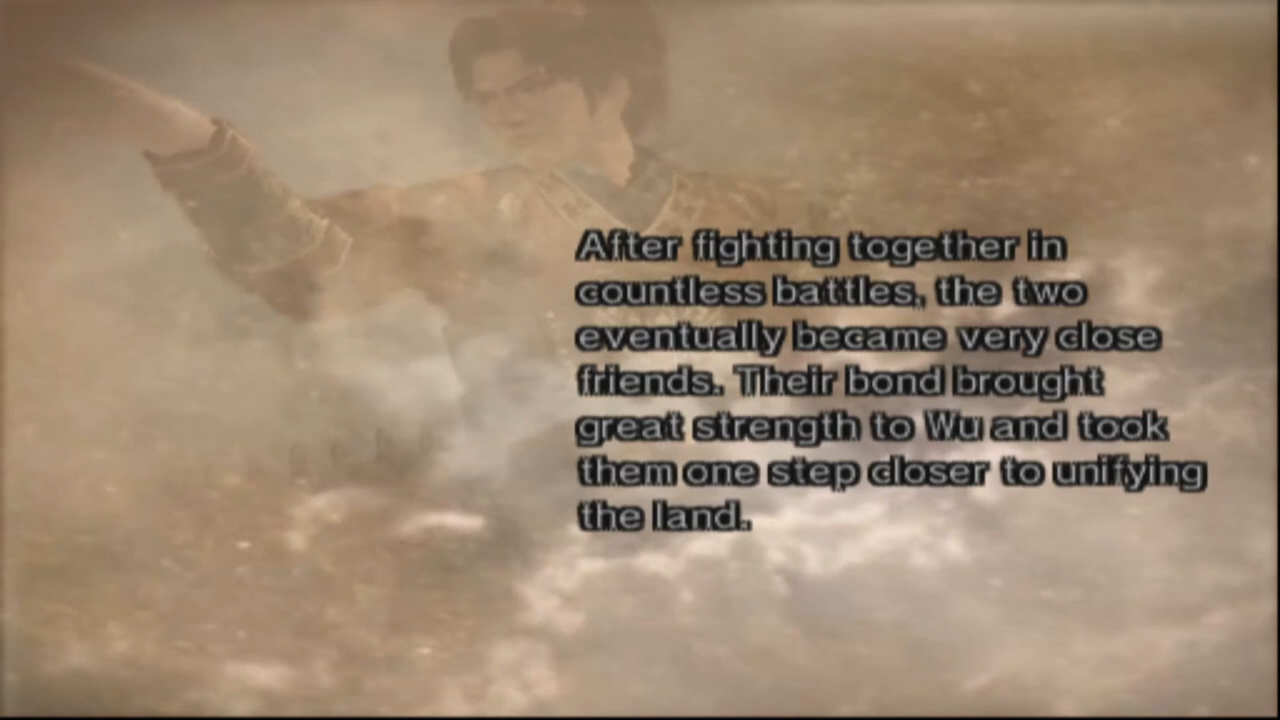 After fighting together in
countless battles, the two
eventually became very close
friends. Their bond brought
great strength to Wu and took
them one step closer to unifying
the land.